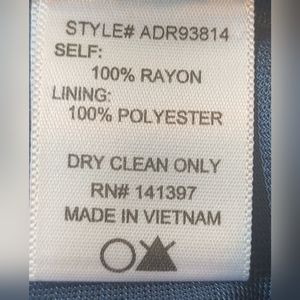 STYLE# ADR93814
SELF:
100% RAYON
LINING:
100% POLYESTER
DRY CLEAN ONLY
RN# 141397
MADE IN VIETNAM